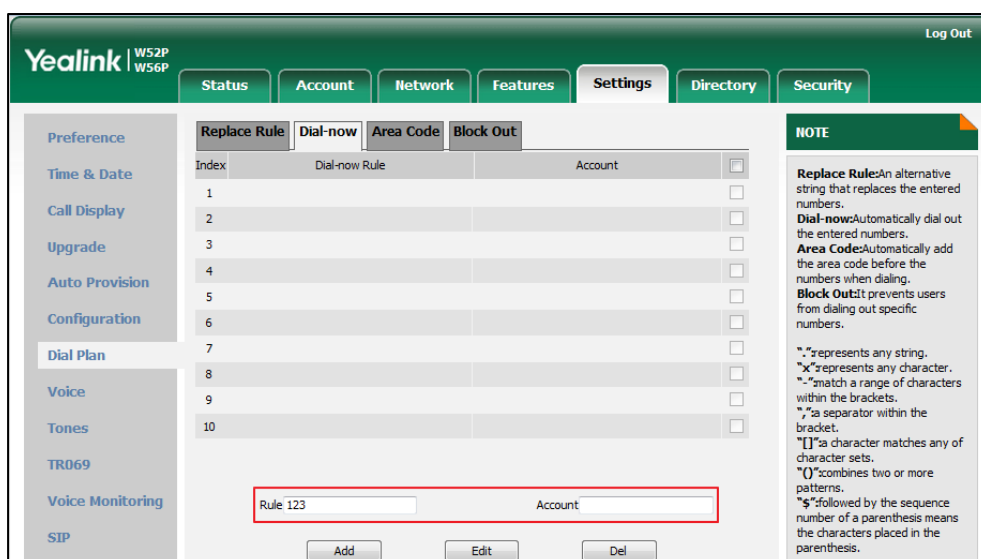 Log Out
Yealink | W52P
W56P
Status Account Network Features Settings Directory Security
Preference
Time & Date
Call Display
Upgrade
Auto Provision
Configuration
Dial Plan
Voice
Tones
TR069
Voice Monitoring
SIP
Replace Rule Dial-now Area Code Block Out
Index Dial-now Rule Account
1
2
3
4
5
6
7
8
9
10
Rule 123 Account
Add Edit Del
NOTE
Replace Rule:An alternative
string that replaces the entered
numbers.
Dial-now:Automatically dial out
the entered numbers.
Area Code:Automatically add
the area code before the
numbers when dialing.
Block Out:It prevents users
from dialing out specific
numbers.
".":represents any string.
"x":represents any character.
"-":match a range of characters
within the brackets.
",":a separator within the
bracket.
"[]":a character matches any of
character sets.
"()":combines two or more
patterns.
"$":followed by the sequence
number of a parenthesis means
the characters placed in the
parenthesis.